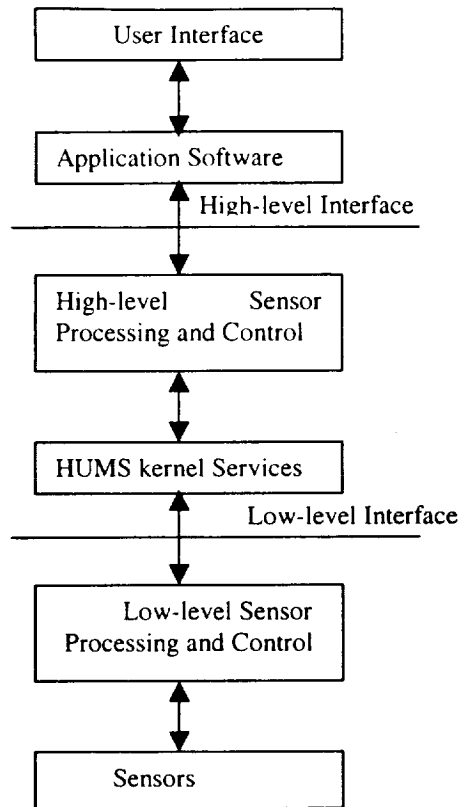 User Interface
Application Software
High-level Interface
High-level Sensor
Processing and Control
HUMS kernel Services
Low-level Interface
Low-level Sensor
Processing and Control
Sensors